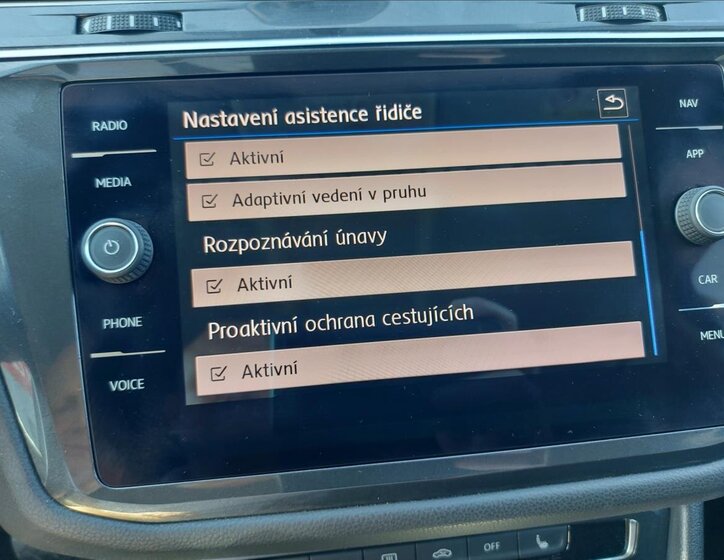 Nastavení asistence řidiče
Aktivní
Adaptivní vedení v pruhu
Rozpoznávání únavy
Aktivní
Proaktivní ochrana cestujících
Aktivní
RADIO
MEDIA
PHONE
VOICE
NAV
APP
CAR
MENU
OFF